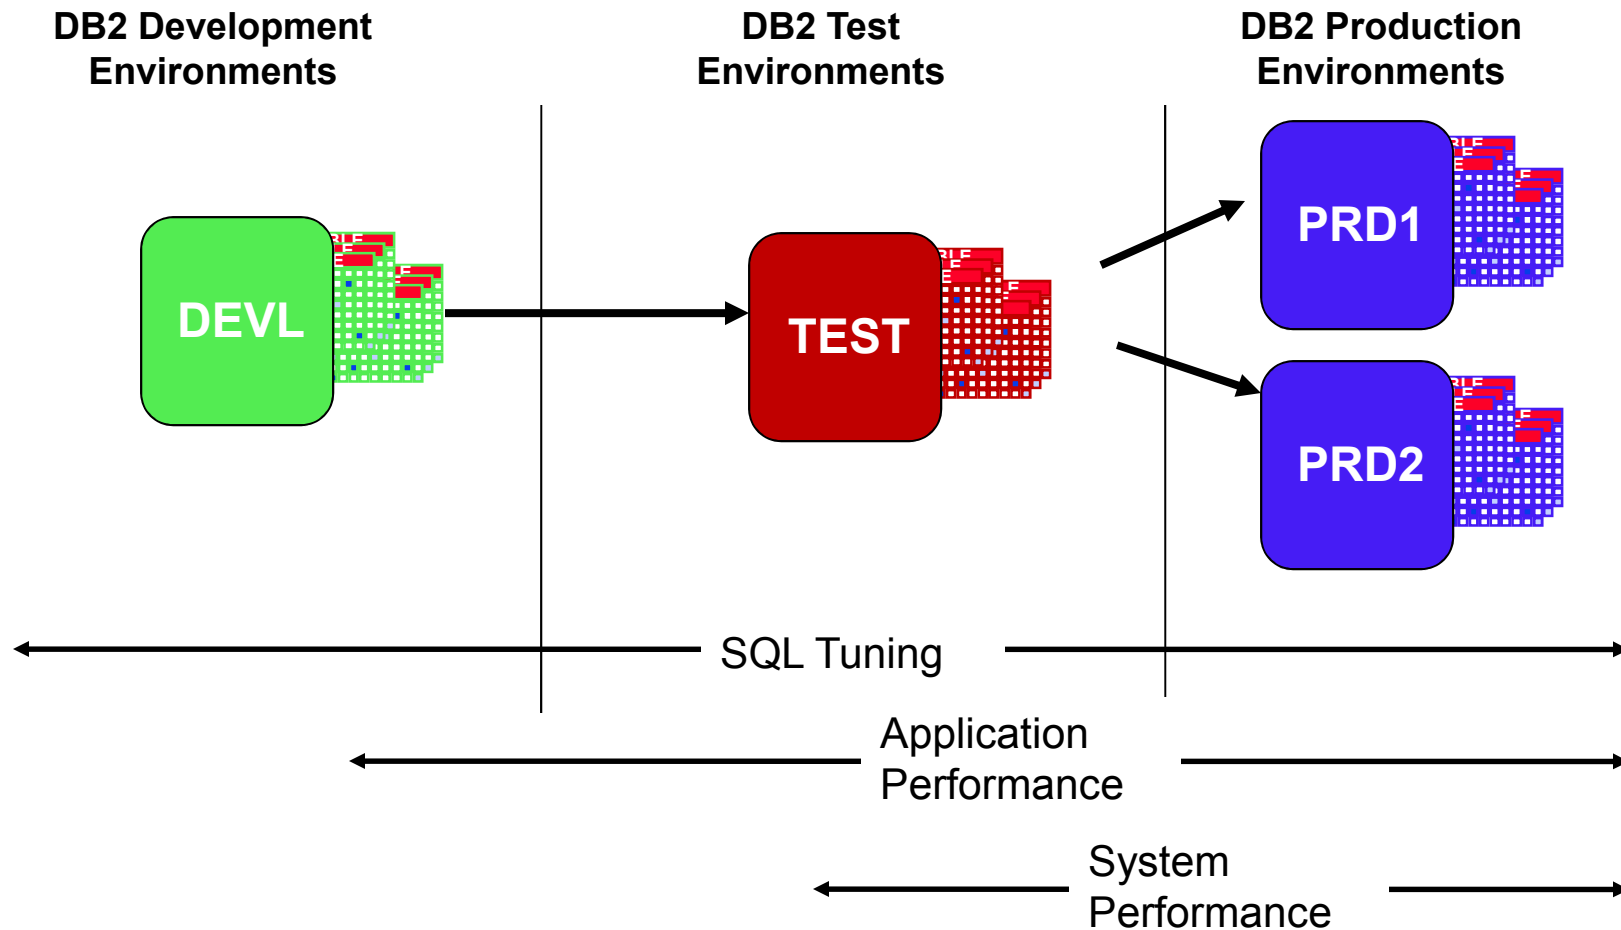 DB2 Development
Environments
DB2 Test
Environments
DB2 Production
Environments
DEVL
TEST
PRD1
PRD2
SQL Tuning
Application
Performance
System
Performance